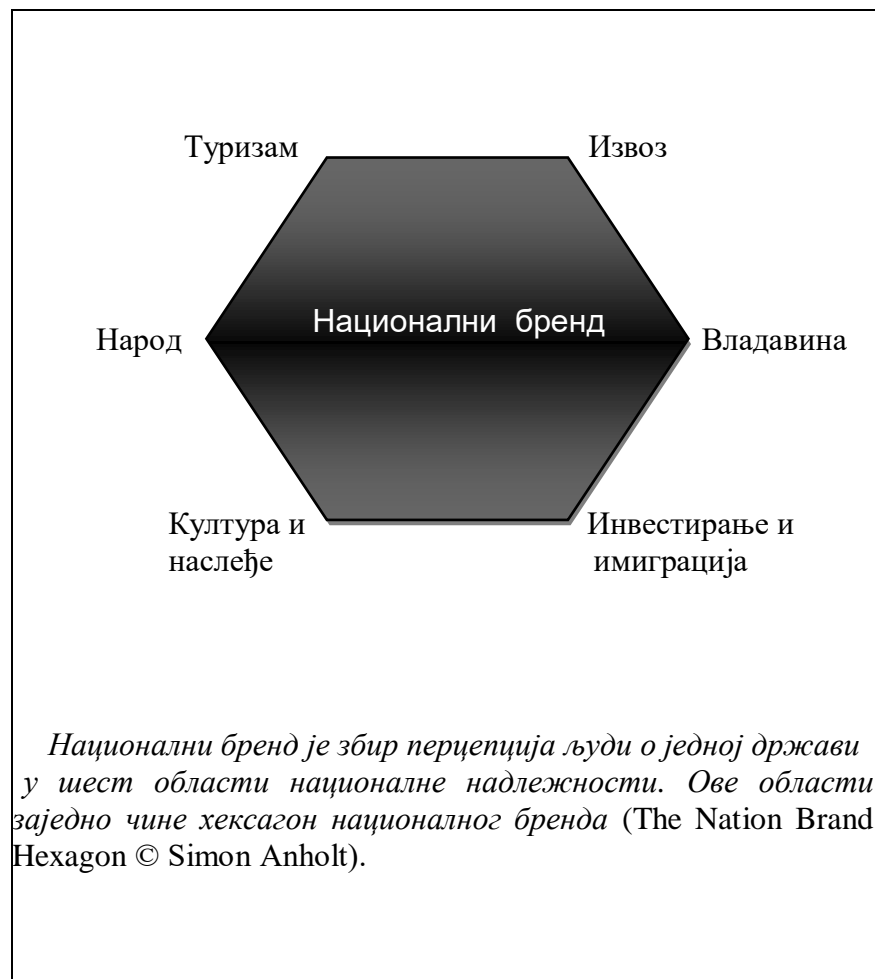 Туризам
Извоз
Национални бренд
Народ
Владавина
Култура и
наслеђе
Инвестирање и
имиграција
Национални бренд је збир перцепција људи о једној држави
у шест области националне надлежности. Ове области
заједно чине хексагон националног бренда (The Nation Brand
Hexagon © Simon Anholt).